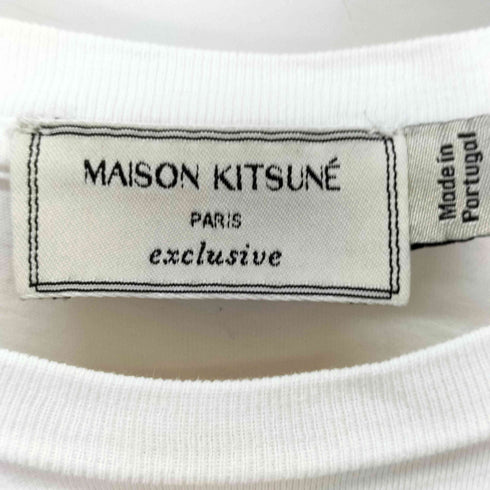 MAISON KITSUNÉ
PARIS
exclusive
Made in
Portugal